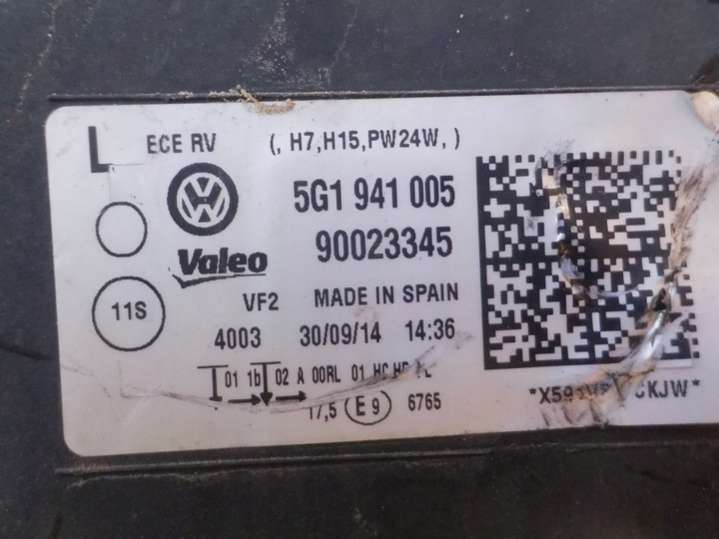 L ECE RV (, H7,H15,PW24W, )
5G1 941 005
Valeo 90023345
11S VF2 MADE IN SPAIN
4003 30/09/14 14:36
01 1b 02 A 00RL 01 HC
17,5 E9 6765